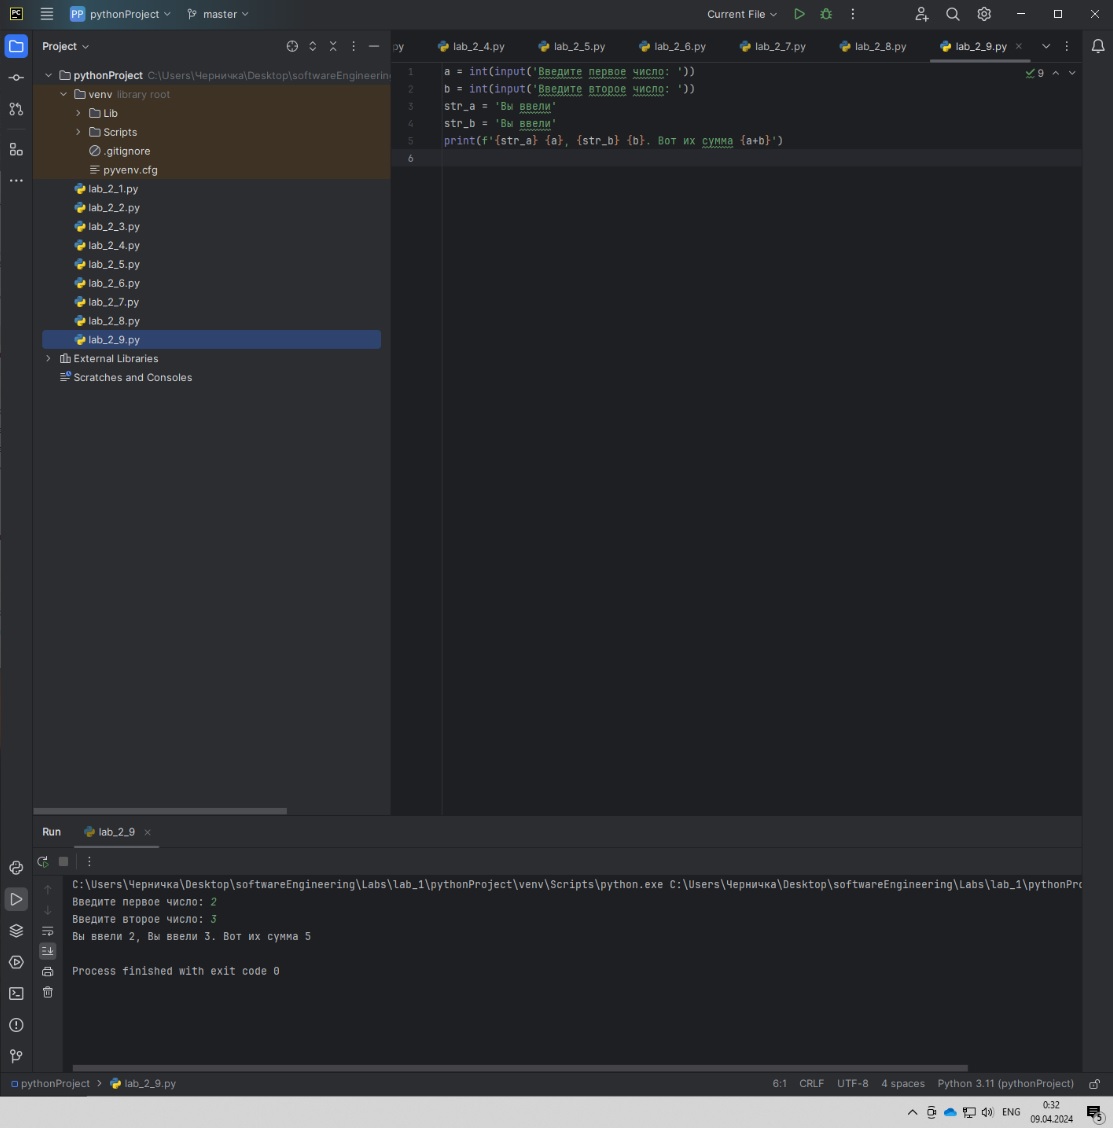 PC
PP pythonProject
master
Current File
Project
ру
lab_2_4.py
lab_2_5.py
lab_2_6.py
lab_2_7.py
lab_2_8.py
lab_2_9.py
pythonProject C:\Users\Черничка\Desktop\softwareEngineerin
venv library root
Lib
Scripts
.gitignore
pyvenv.cfg
lab_2_1.py
lab_2_2.py
lab_2_3.py
lab_2_4.py
lab_2_5.py
lab_2_6.py
lab_2_7.py
lab_2_8.py
lab_2_9.py
External Libraries
Scratches and Consoles
1 a = int(input('Введите первое число: '))
2 b = int(input('Введите второе число: '))
3 str_a = 'Вы ввели'
4 str_b = 'Вы ввели'
5 print(f'{str_a} {a}, {str_b} {b}. Вот их сумма {a+b}')
6
9
Run
lab_2_9
C:\Users\Черничка\Desktop\softwareEngineering\Labs\lab_1\pythonProject\venv\Scripts\python.exe C:\Users\Черничка\Desktop\softwareEngineering\Labs\lab_1\pythonPro
Введите первое число: 2
Введите второе число: 3
Вы ввели 2, Вы ввели 3. Вот их сумма 5
Process finished with exit code 0
pythonProject
lab_2_9.py
6:1
CRLF
UTF-8
4 spaces
Python 3.11 (pythonProject)
ENG
0:32
09.04.2024
5